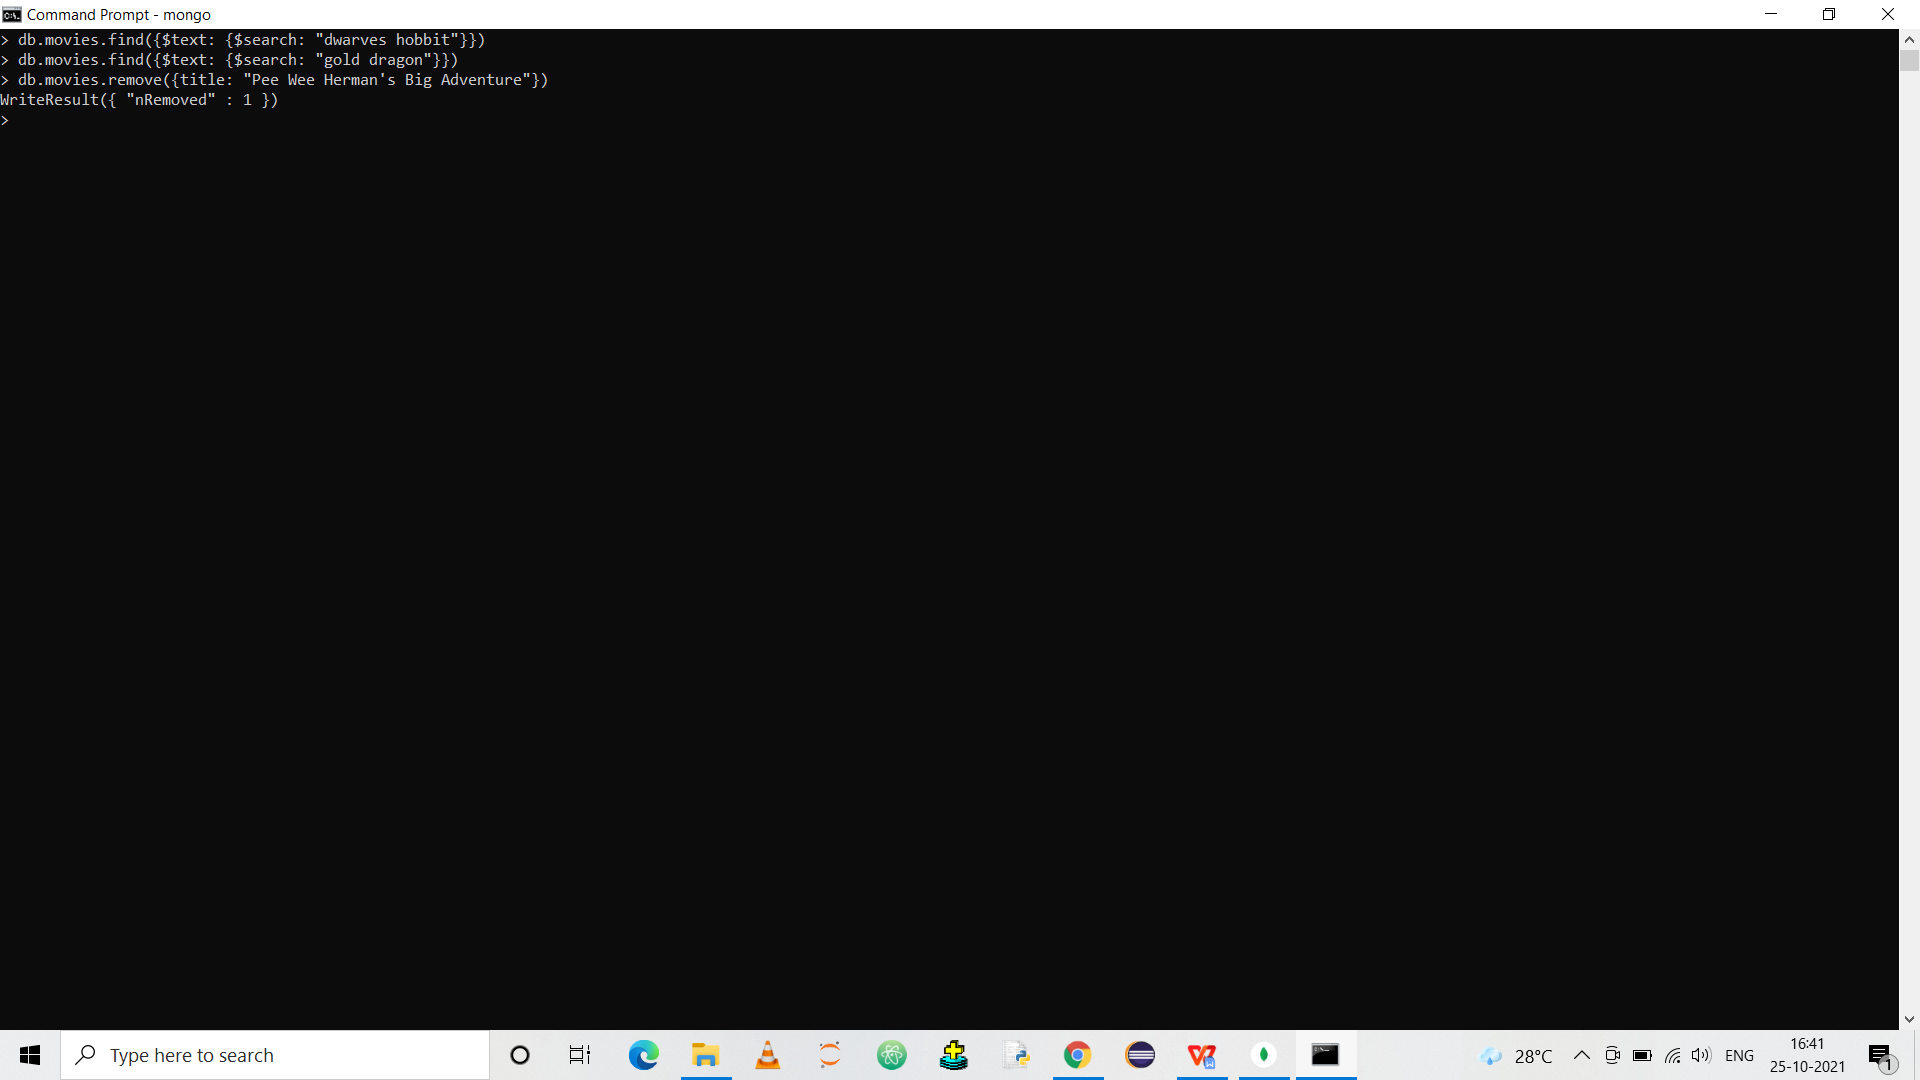 Command Prompt - mongo
> db.movies.find({$text: {$search: "dwarves hobbit"}})
> db.movies.find({$text: {$search: "gold dragon"}})
> db.movies.remove({title: "Pee Wee Herman's Big Adventure"})
WriteResult({ "nRemoved" : 1 })
>
Type here to search
28°C
ENG
16:41
25-10-2021
1